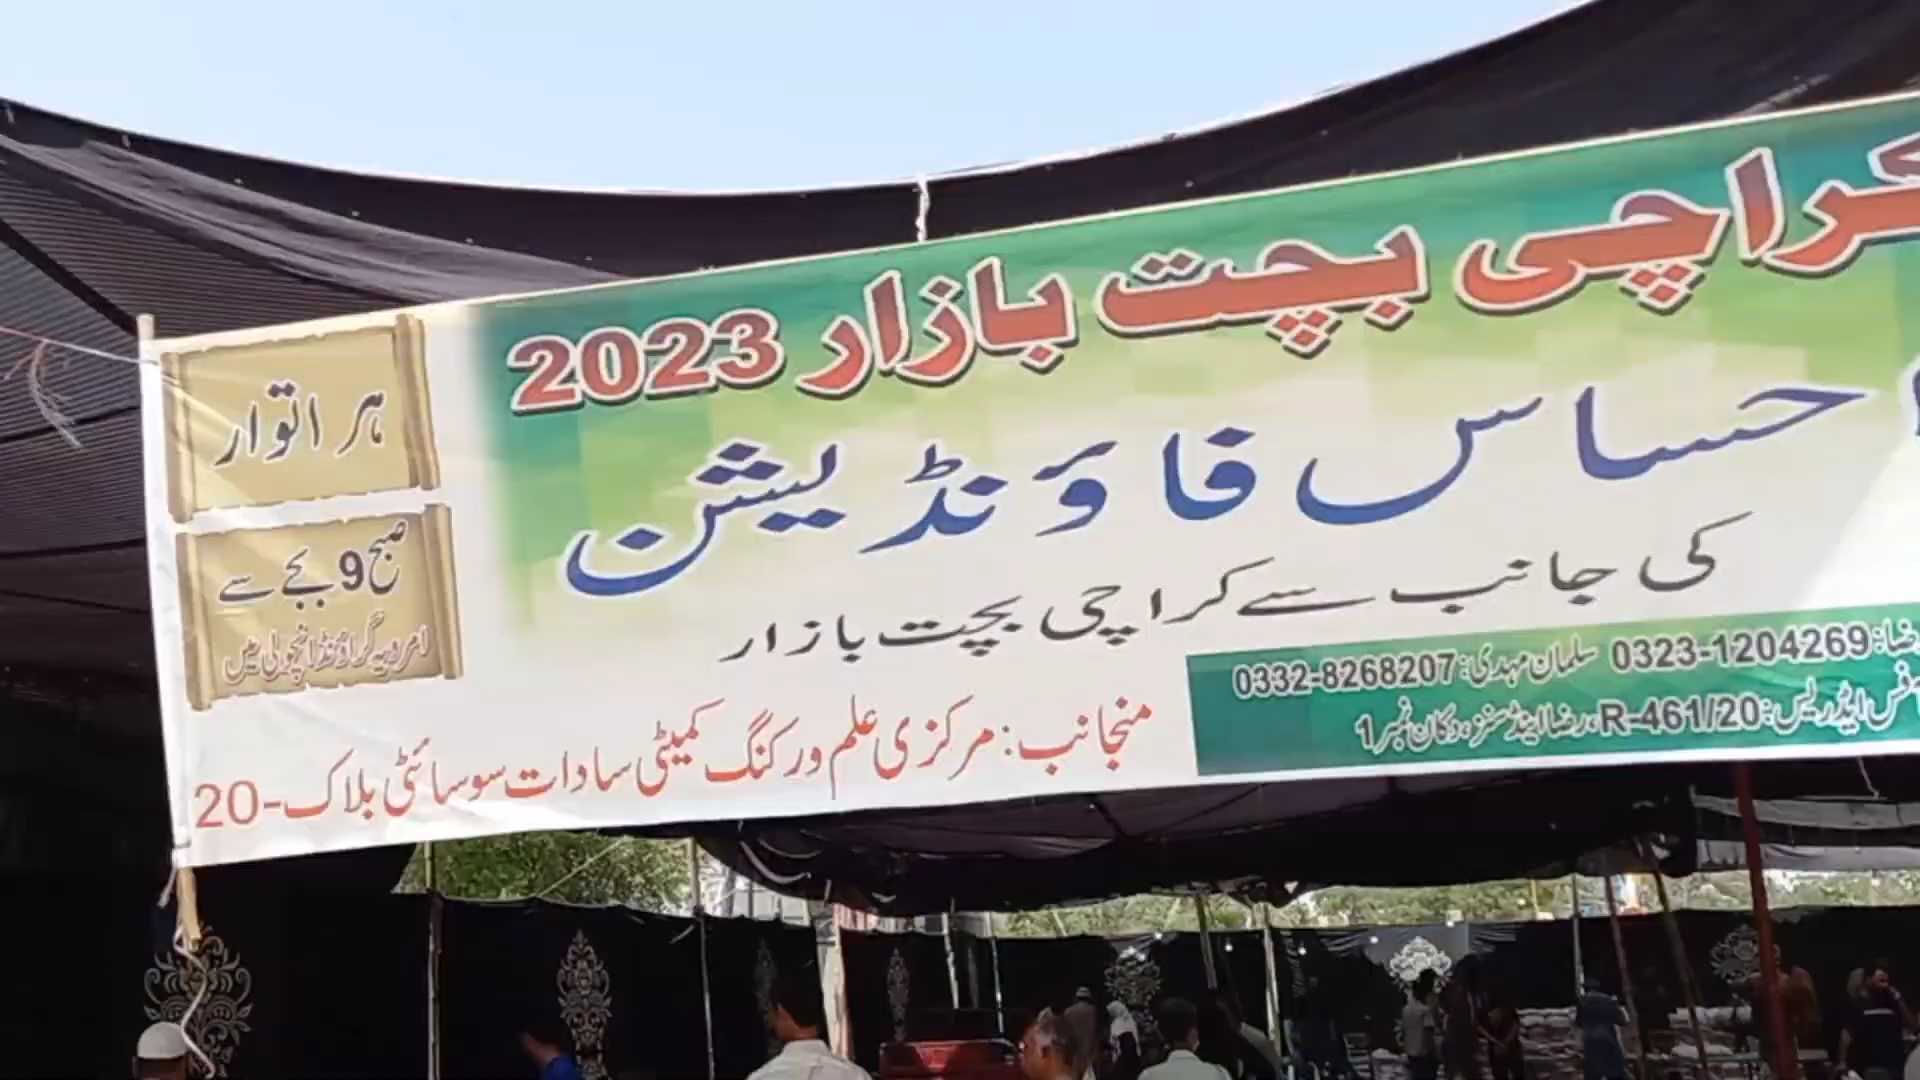 کراچی بچت بازار 2023
احساس فاؤنڈیشن
کی جانب سے کراچی بچت بازار
ہر اتوار
صبح 9 بجے سے
امروہہ گراؤنڈ انچولی میں
رضا: 0323-1204269 سلمان مہدی: 0332-8268207
آفس ایڈریس: R-461/20، رضا اینڈ سنز، دکان نمبر 1
منجانب: مرکزی علم ورکنگ کمیٹی سادات سوسائٹی بلاک-20